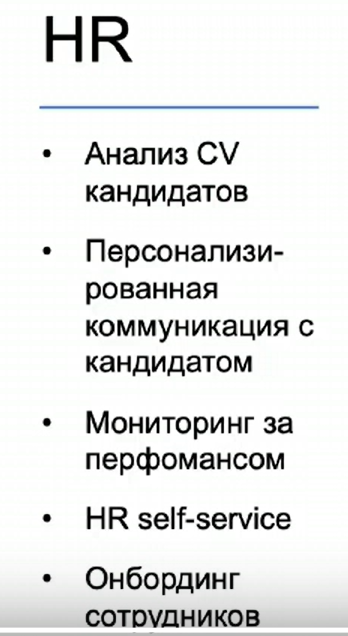 HR
• Анализ CV
кандидатов
• Персонализи-
рованная
коммуникация с
кандидатом
• Мониторинг за
перфомансом
• HR self-service
• Онбординг
сотрудников